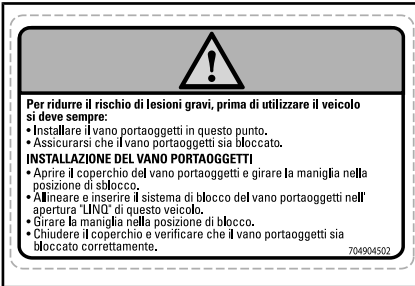 Per ridurre il rischio di lesioni gravi, prima di utilizzare il veicolo
si deve sempre:
• Installare il vano portaoggetti in questo punto.
• Assicurarsi che il vano portaoggetti sia bloccato.
INSTALLAZIONE DEL VANO PORTAOGGETTI
• Aprire il coperchio del vano portaoggetti e girare la maniglia nella
posizione di sblocco.
• Allineare e inserire il sistema di blocco del vano portaoggetti nell'
apertura "LINQ" di questo veicolo.
• Girare la maniglia nella posizione di blocco.
• Chiudere il coperchio e verificare che il vano portaoggetti sia
bloccato correttamente.
704904502